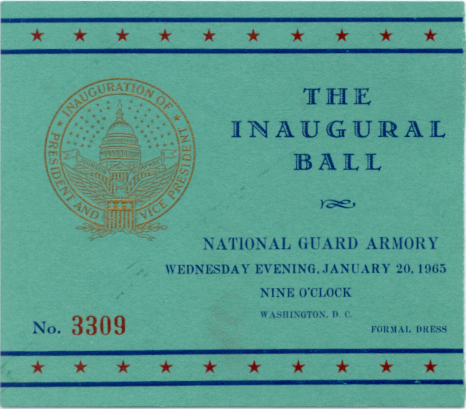 INAUGURATION OF
PRESIDENT AND
VICE PRESIDENT
THE
INAUGURAL
BALL
NATIONAL GUARD ARMORY
WEDNESDAY EVENING, JANUARY 20, 1965
NINE O'CLOCK
WASHINGTON, D. C.
No. 3309
FORMAL DRESS